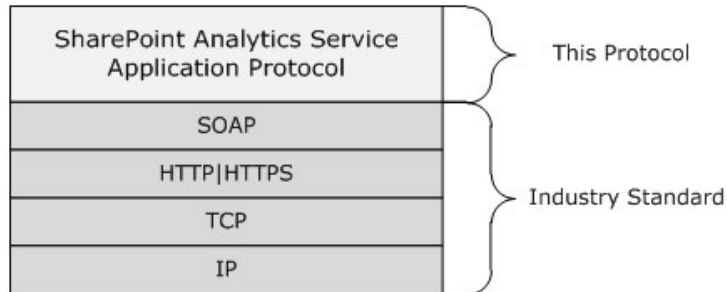 SharePoint Analytics Service
Application Protocol
This Protocol
SOAP
HTTP|HTTPS
TCP
IP
Industry Standard